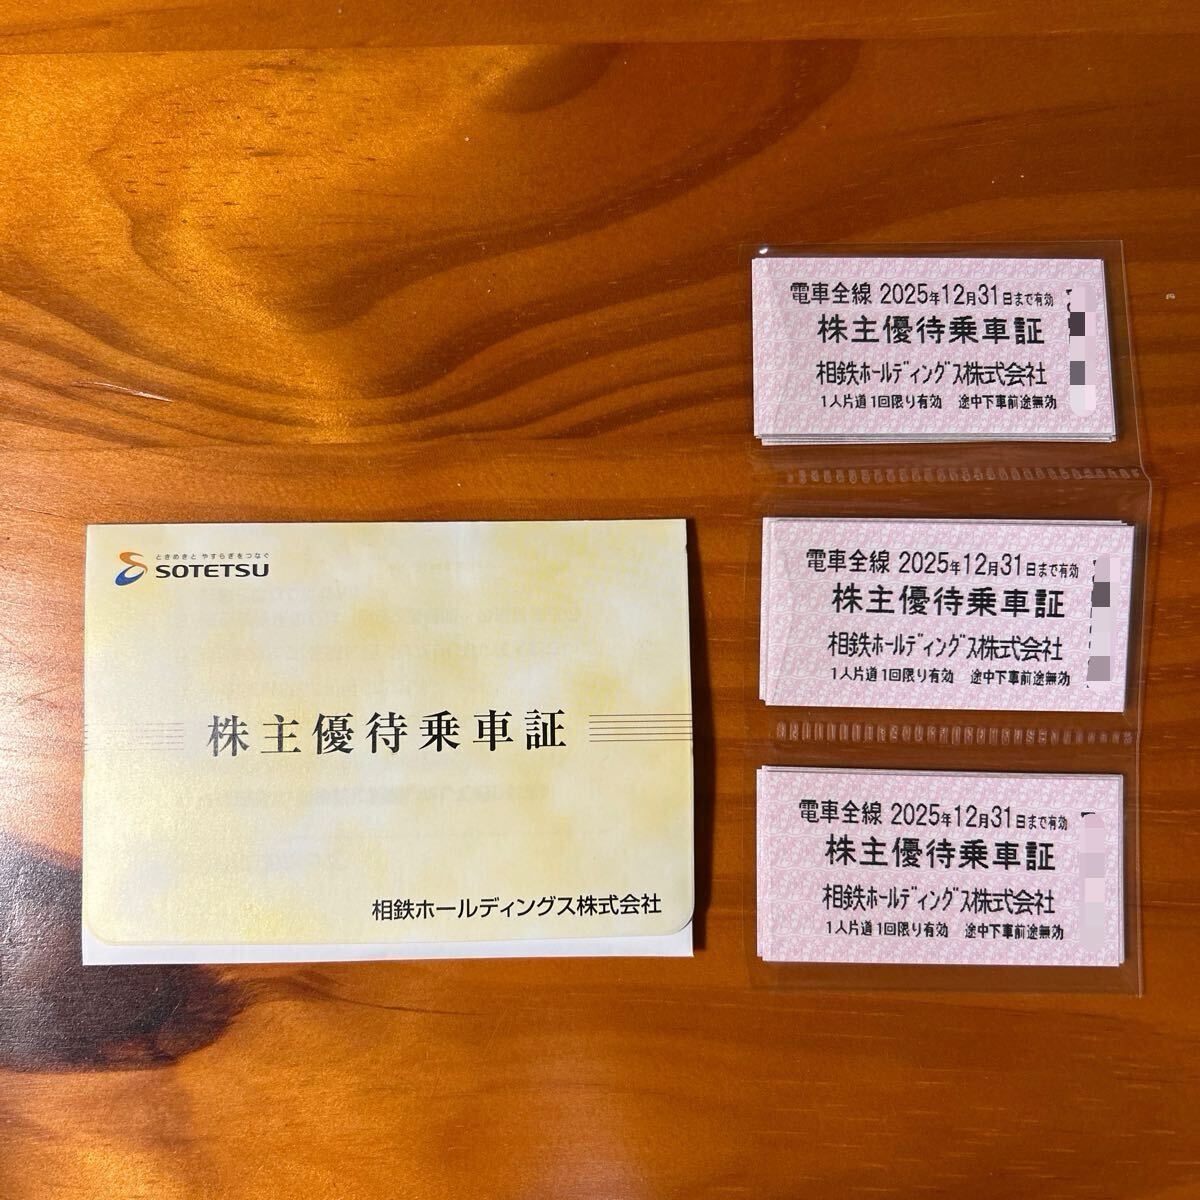 ときめきと やすらぎをつなぐ
SOTETSU
株主優待乗車証
相鉄ホールディングス株式会社
電車全線 2025年12月31日まで有効
株主優待乗車証
相鉄ホールディングス株式会社
1人片道1回限り有効 途中下車前途無効
電車全線 2025年12月31日まで有効
株主優待乗車証
相鉄ホールディングス株式会社
1人片道1回限り有効 途中下車前途無効
電車全線 2025年12月31日まで有効
株主優待乗車証
相鉄ホールディングス株式会社
1人片道1回限り有効 途中下車前途無効